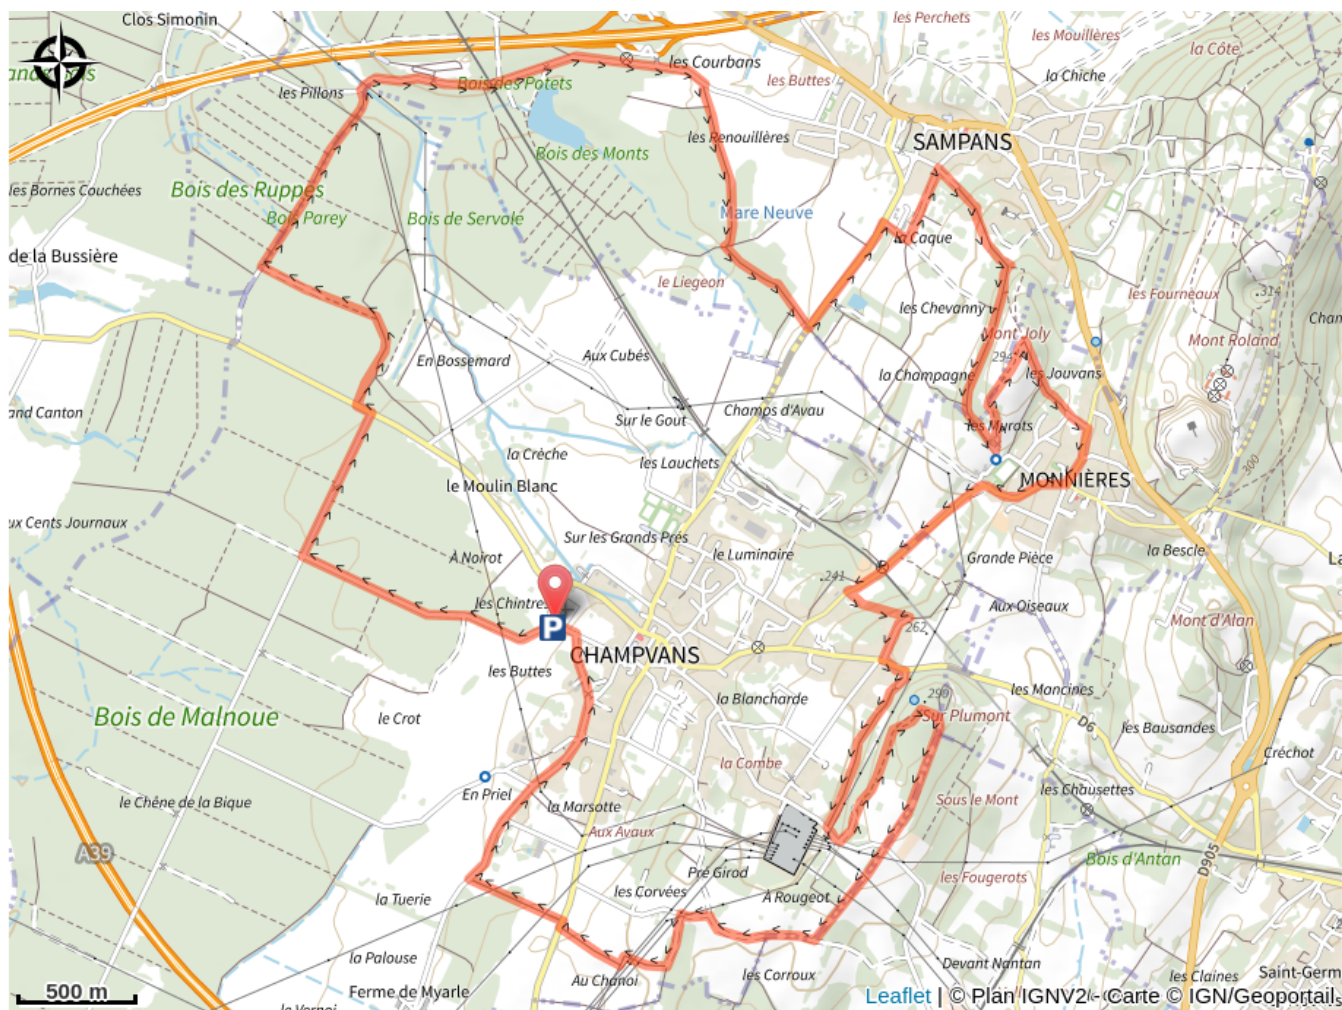 Clos Simonin
les Perchets
les Mouillères
la Côte
les Courbans
les Buttes
la Chiche
les Pillons
Bois des Potets
les Renouillères
SAMPANS
Bois des Monts
les Bornes Couchées
Bois des Ruppes
Bois Parey
Bois de Servole
Mare Neuve
la Caque
de la Bussière
le Liegeon
les Fourneaux
314
les Chevanny
Mont Joly
294
Mont Roland
En Bossemard
Aux Cubés
la Champagne
les Jouvans
and Canton
Sur le Gout
Champs d'Avau
les Murots
la Crèche
les Lauchets
300
le Moulin Blanc
MONNIÈRES
ux Cents Journaux
Sur les Grands Prés
À Noirot
le Luminaire
Grande Pièce
la Bescle
241
les Chintres
Aux Oiseaux
P
262
Mont d'Alan
CHAMPVANS
les Buttes
la Blancharde
290
les Mancines
Bois de Malnoue
le Crot
Sur Plumont
D6
les Bausandes
Créchot
la Combe
En Priel
les Chaussettes
le Chêne de la Bique
la Marsotte
Sous le Mont
Aux Avaux
A39
Bois d'Antan
D905
Pré Girod
les Fougerots
la Tuerie
les Corvées
À Rougeot
la Palouse
Devant Nantan
Au Chanoi
les Corroux
les Claines
Saint-Germ
500 m
Ferme de Myarle
Leaflet | © Plan IGNV2 - Carte © IGN/Geoportail